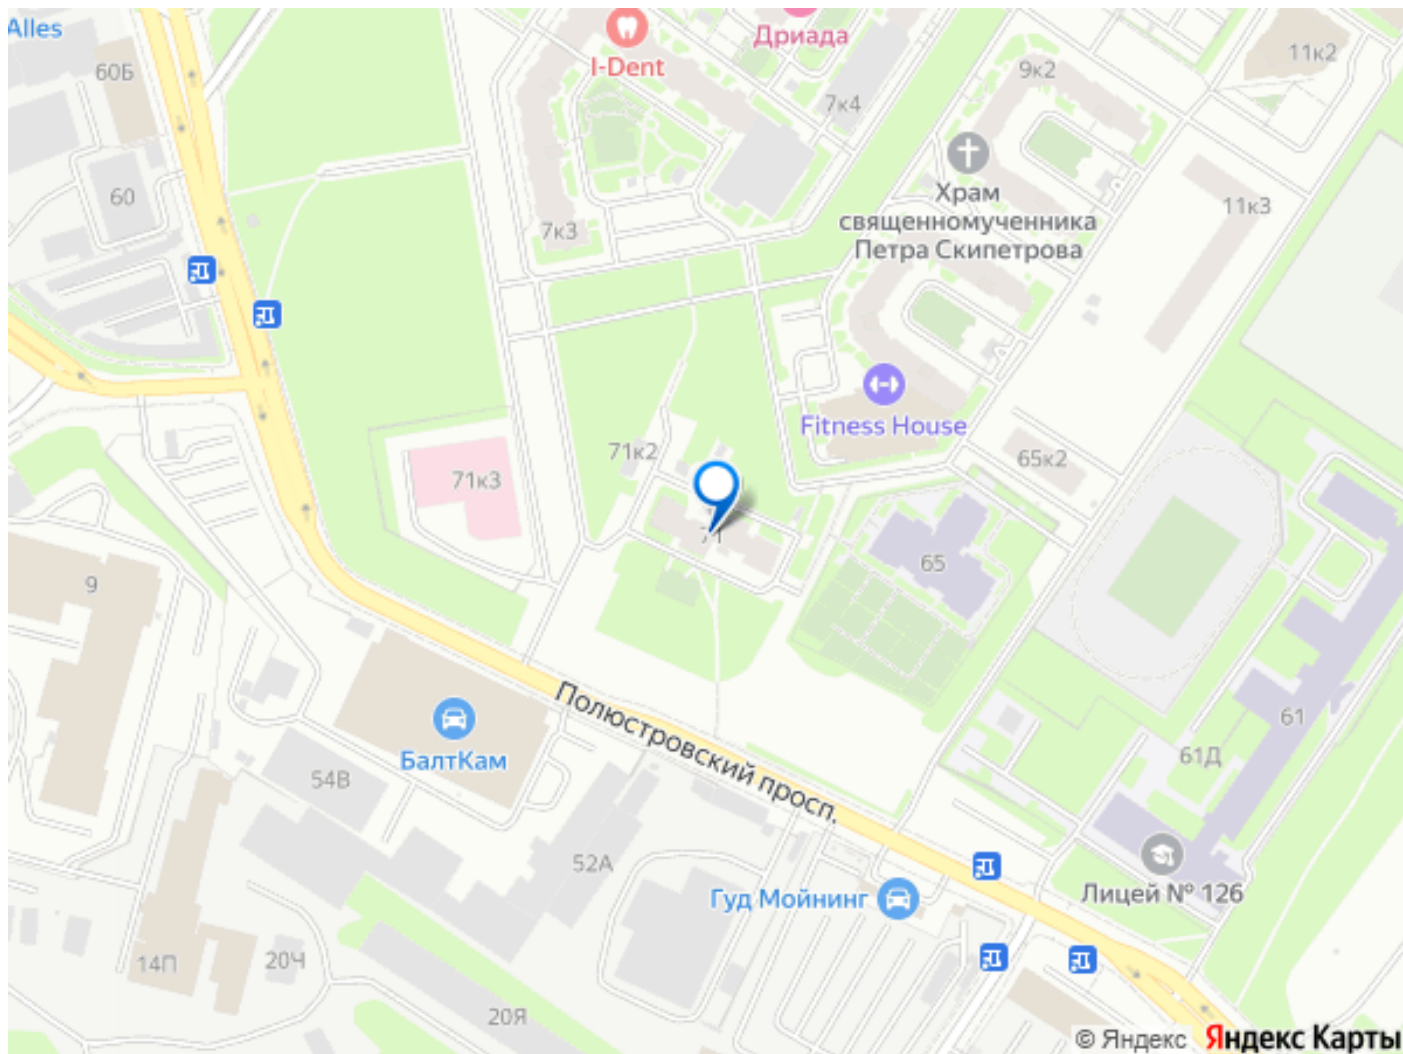 Alles
60Б
I-Dent
Дриада
11к2
9к2
7к4
60
Храм
священномученника
Петра Скипетрова
11к3
7к3
Fitness House
71к2
65к2
71к3
71
65
9
61
Полюстровский просп.
61Д
БалтКам
54В
52А
Лицей № 126
Гуд Мойнинг
14П
20Ч
20Я
© Яндекс Яндекс Карты